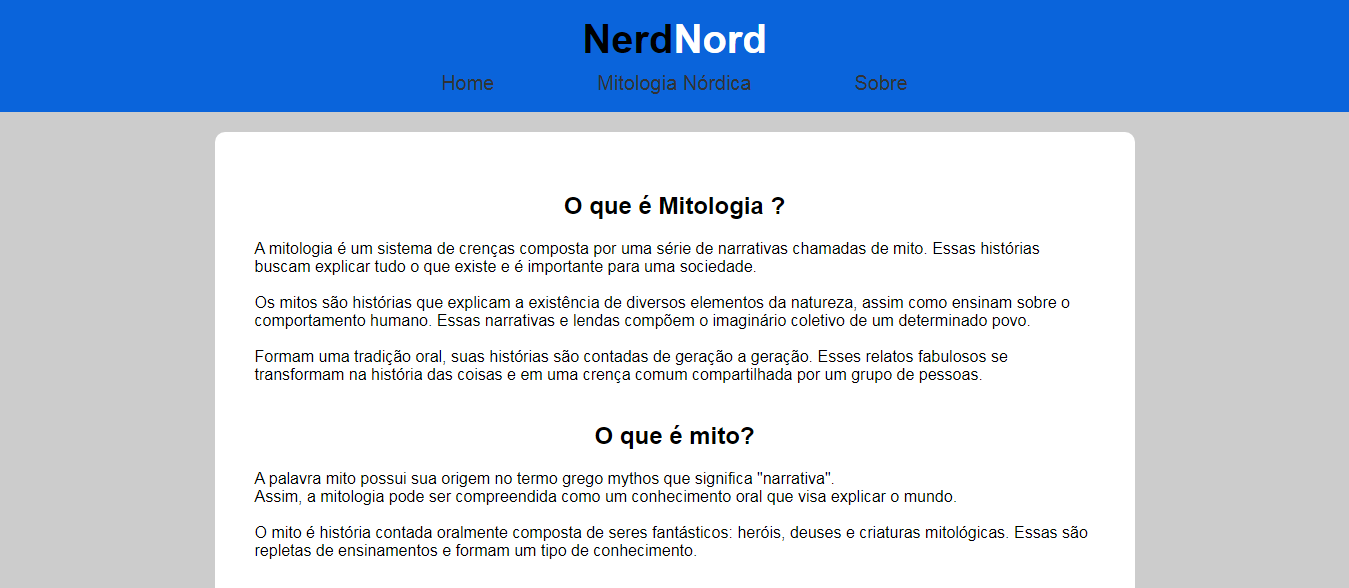 NerdNord
Home Mitologia Nórdica Sobre
O que é Mitologia ?
A mitologia é um sistema de crenças composta por uma série de narrativas chamadas de mito. Essas histórias
buscam explicar tudo o que existe e é importante para uma sociedade.
Os mitos são histórias que explicam a existência de diversos elementos da natureza, assim como ensinam sobre o
comportamento humano. Essas narrativas e lendas compõem o imaginário coletivo de um determinado povo.
Formam uma tradição oral, suas histórias são contadas de geração a geração. Esses relatos fabulosos se
transformam na história das coisas e em uma crença comum compartilhada por um grupo de pessoas.
O que é mito?
A palavra mito possui sua origem no termo grego mythos que significa "narrativa".
Assim, a mitologia pode ser compreendida como um conhecimento oral que visa explicar o mundo.
O mito é história contada oralmente composta de seres fantásticos: heróis, deuses e criaturas mitológicas. Essas são
repletas de ensinamentos e formam um tipo de conhecimento.